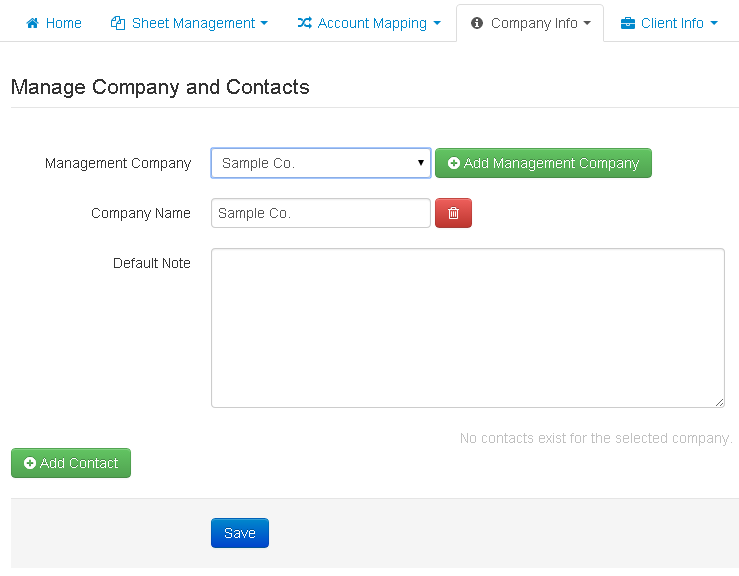 Home Sheet Management Account Mapping Company Info Client Info
Manage Company and Contacts
Management Company Sample Co. Add Management Company
Company Name Sample Co.
Default Note
No contacts exist for the selected company.
Add Contact
Save